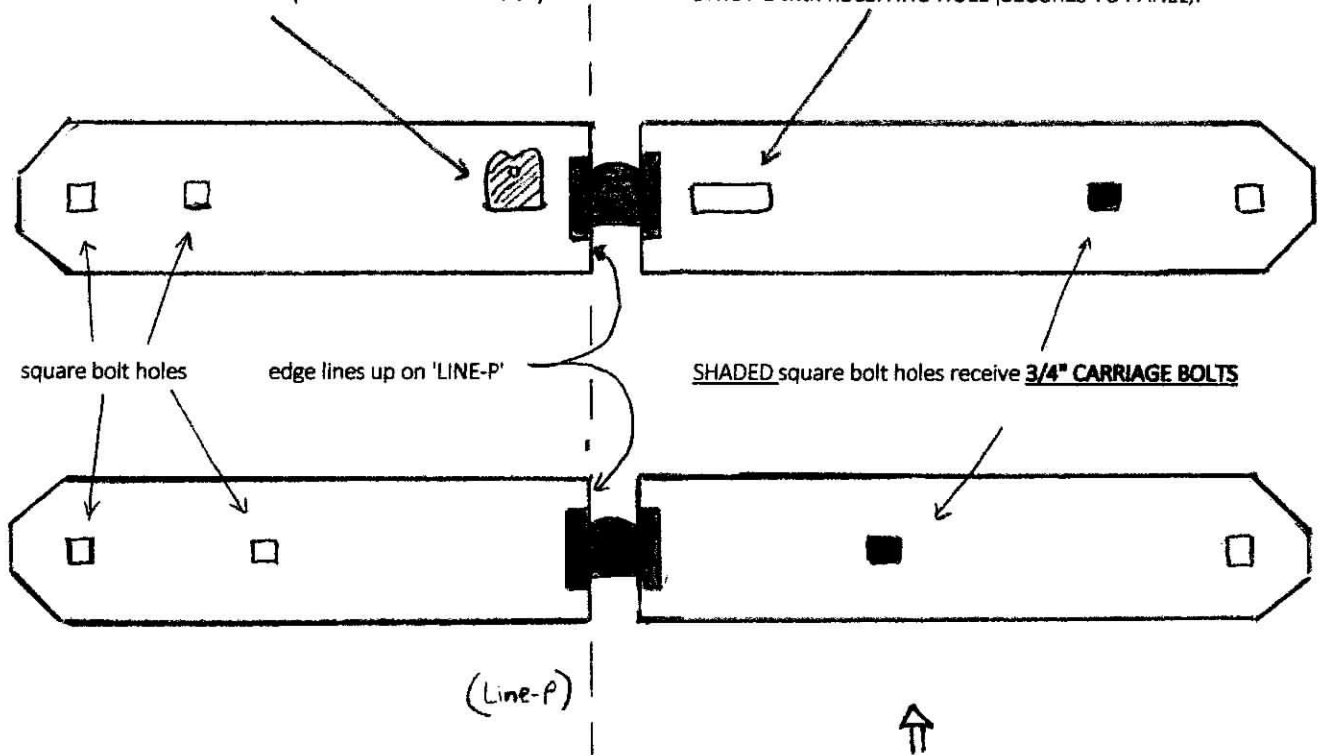 square bolt holes
edge lines up on 'LINE-P'
SHADED square bolt holes receive 3/4" CARRIAGE BOLTS
(Line-P)